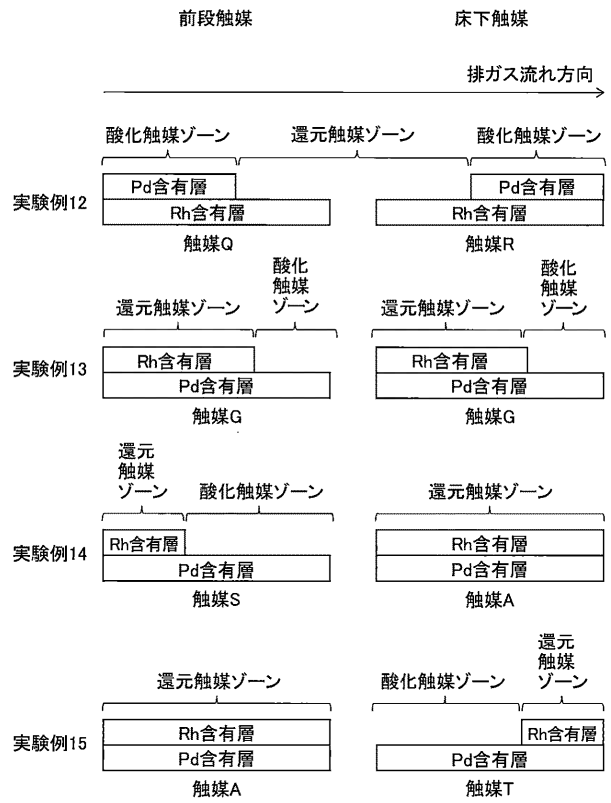 前段触媒
床下触媒
排ガス流れ方向
酸化触媒ゾーン
還元触媒ゾーン
酸化触媒ゾーン
実験例12
Pd含有層
Rh含有層
触媒Q
Pd含有層
Rh含有層
触媒R
還元触媒ゾーン
酸化
触媒
ゾーン
還元触媒ゾーン
酸化
触媒
ゾーン
実験例13
Rh含有層
Pd含有層
触媒G
Rh含有層
Pd含有層
触媒G
還元
触媒
ゾーン
酸化触媒ゾーン
還元触媒ゾーン
実験例14
Rh含有層
Pd含有層
触媒S
Rh含有層
Pd含有層
触媒A
還元触媒ゾーン
酸化触媒ゾーン
還元
触媒
ゾーン
実験例15
Rh含有層
Pd含有層
触媒A
Rh含有層
Pd含有層
触媒T